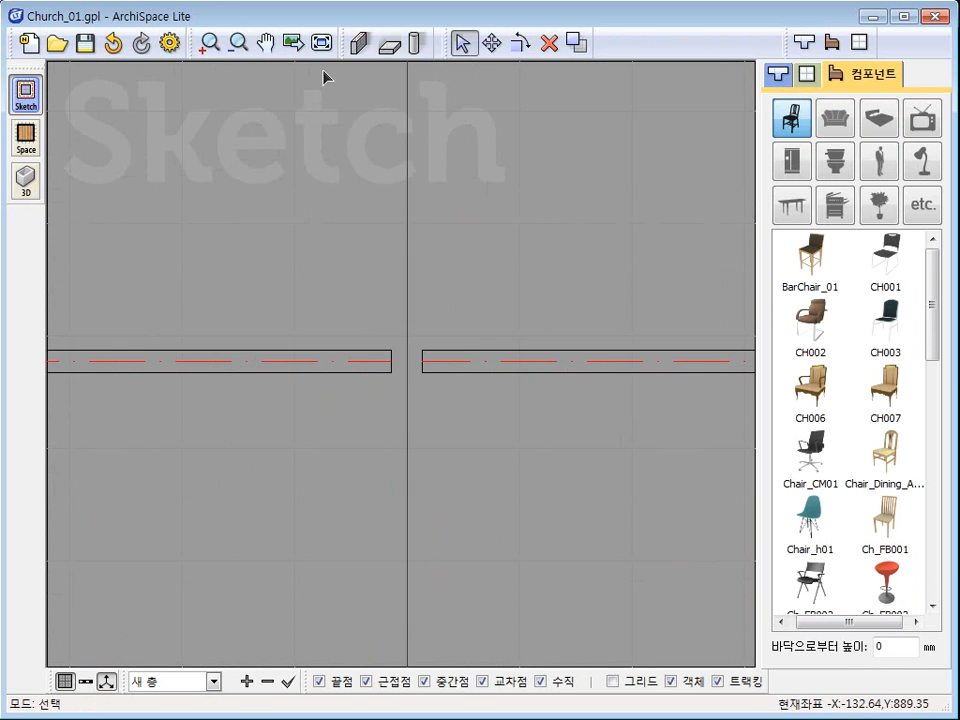 Church_01.gpl - ArchiSpace Lite
Sketch
컴포넌트
Sketch
Space
3D
etc.
BarChair_01
CH001
CH002
CH003
CH006
CH007
Chair_CM01
Chair_Dining_A...
Chair_h01
Ch_FB001
바닥으로부터 높이: 0 mm
새 층
끝점
근접점
중간점
교차점
수직
그리드
객체
트랙킹
모드: 선택
현재좌표 -X:-132.64,Y:889.35